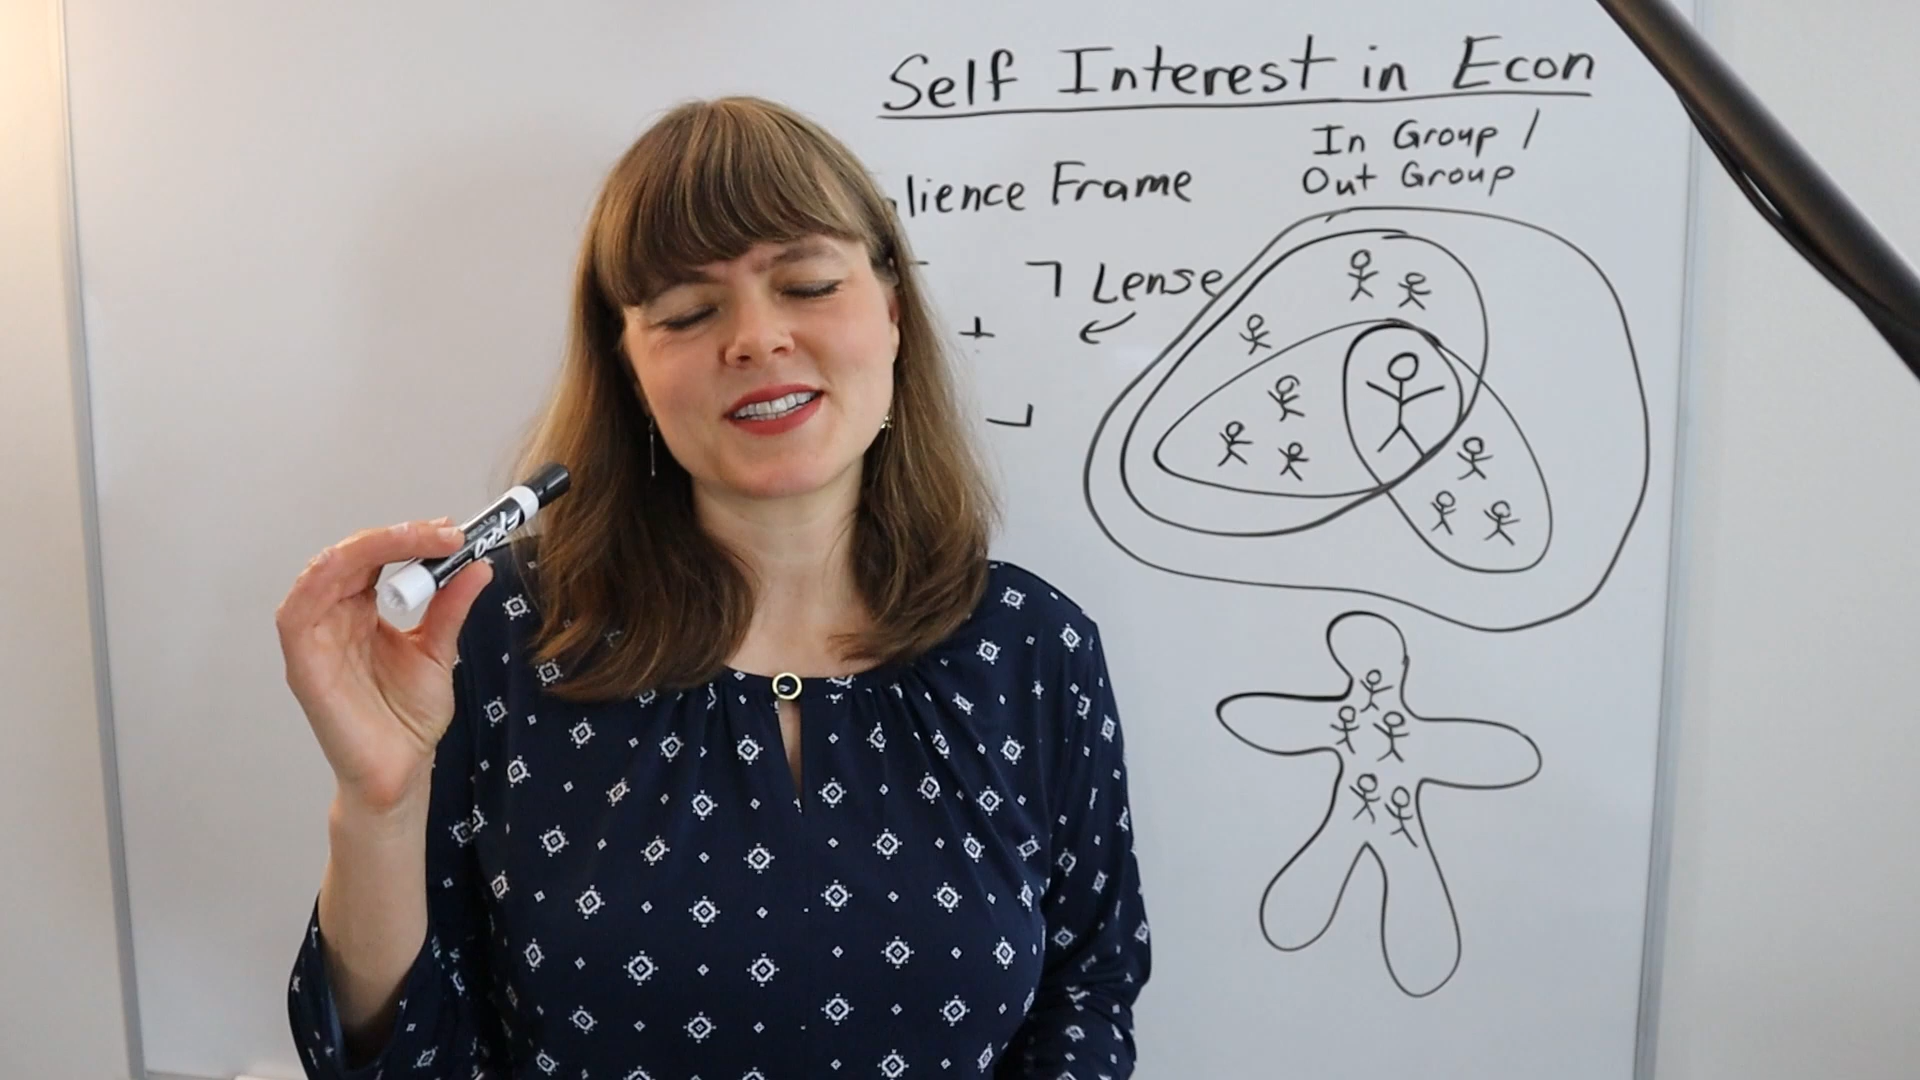 Self Interest in Econ
In Group /
Out Group
lience Frame
Lense
+
EXPO